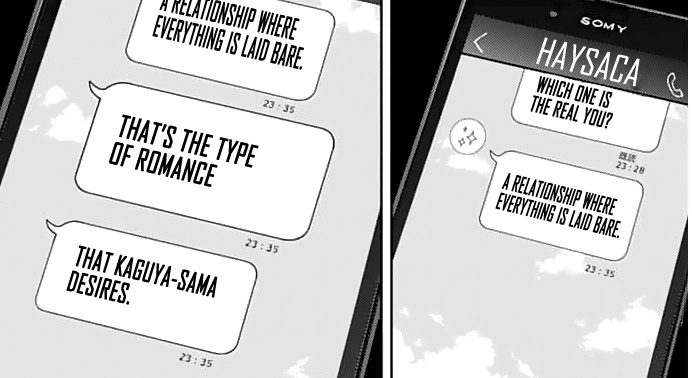 SOMY
HAYSACA
WHICH ONE IS
THE REAL YOU?
既読
23:28
A RELATIONSHIP WHERE
EVERYTHING IS LAID BARE.
23:35
A RELATIONSHIP WHERE
EVERYTHING IS LAID BARE.
23:35
THAT'S THE TYPE
OF ROMANCE
23:35
THAT KAGUYA-SAMA
DESIRES.
23:35